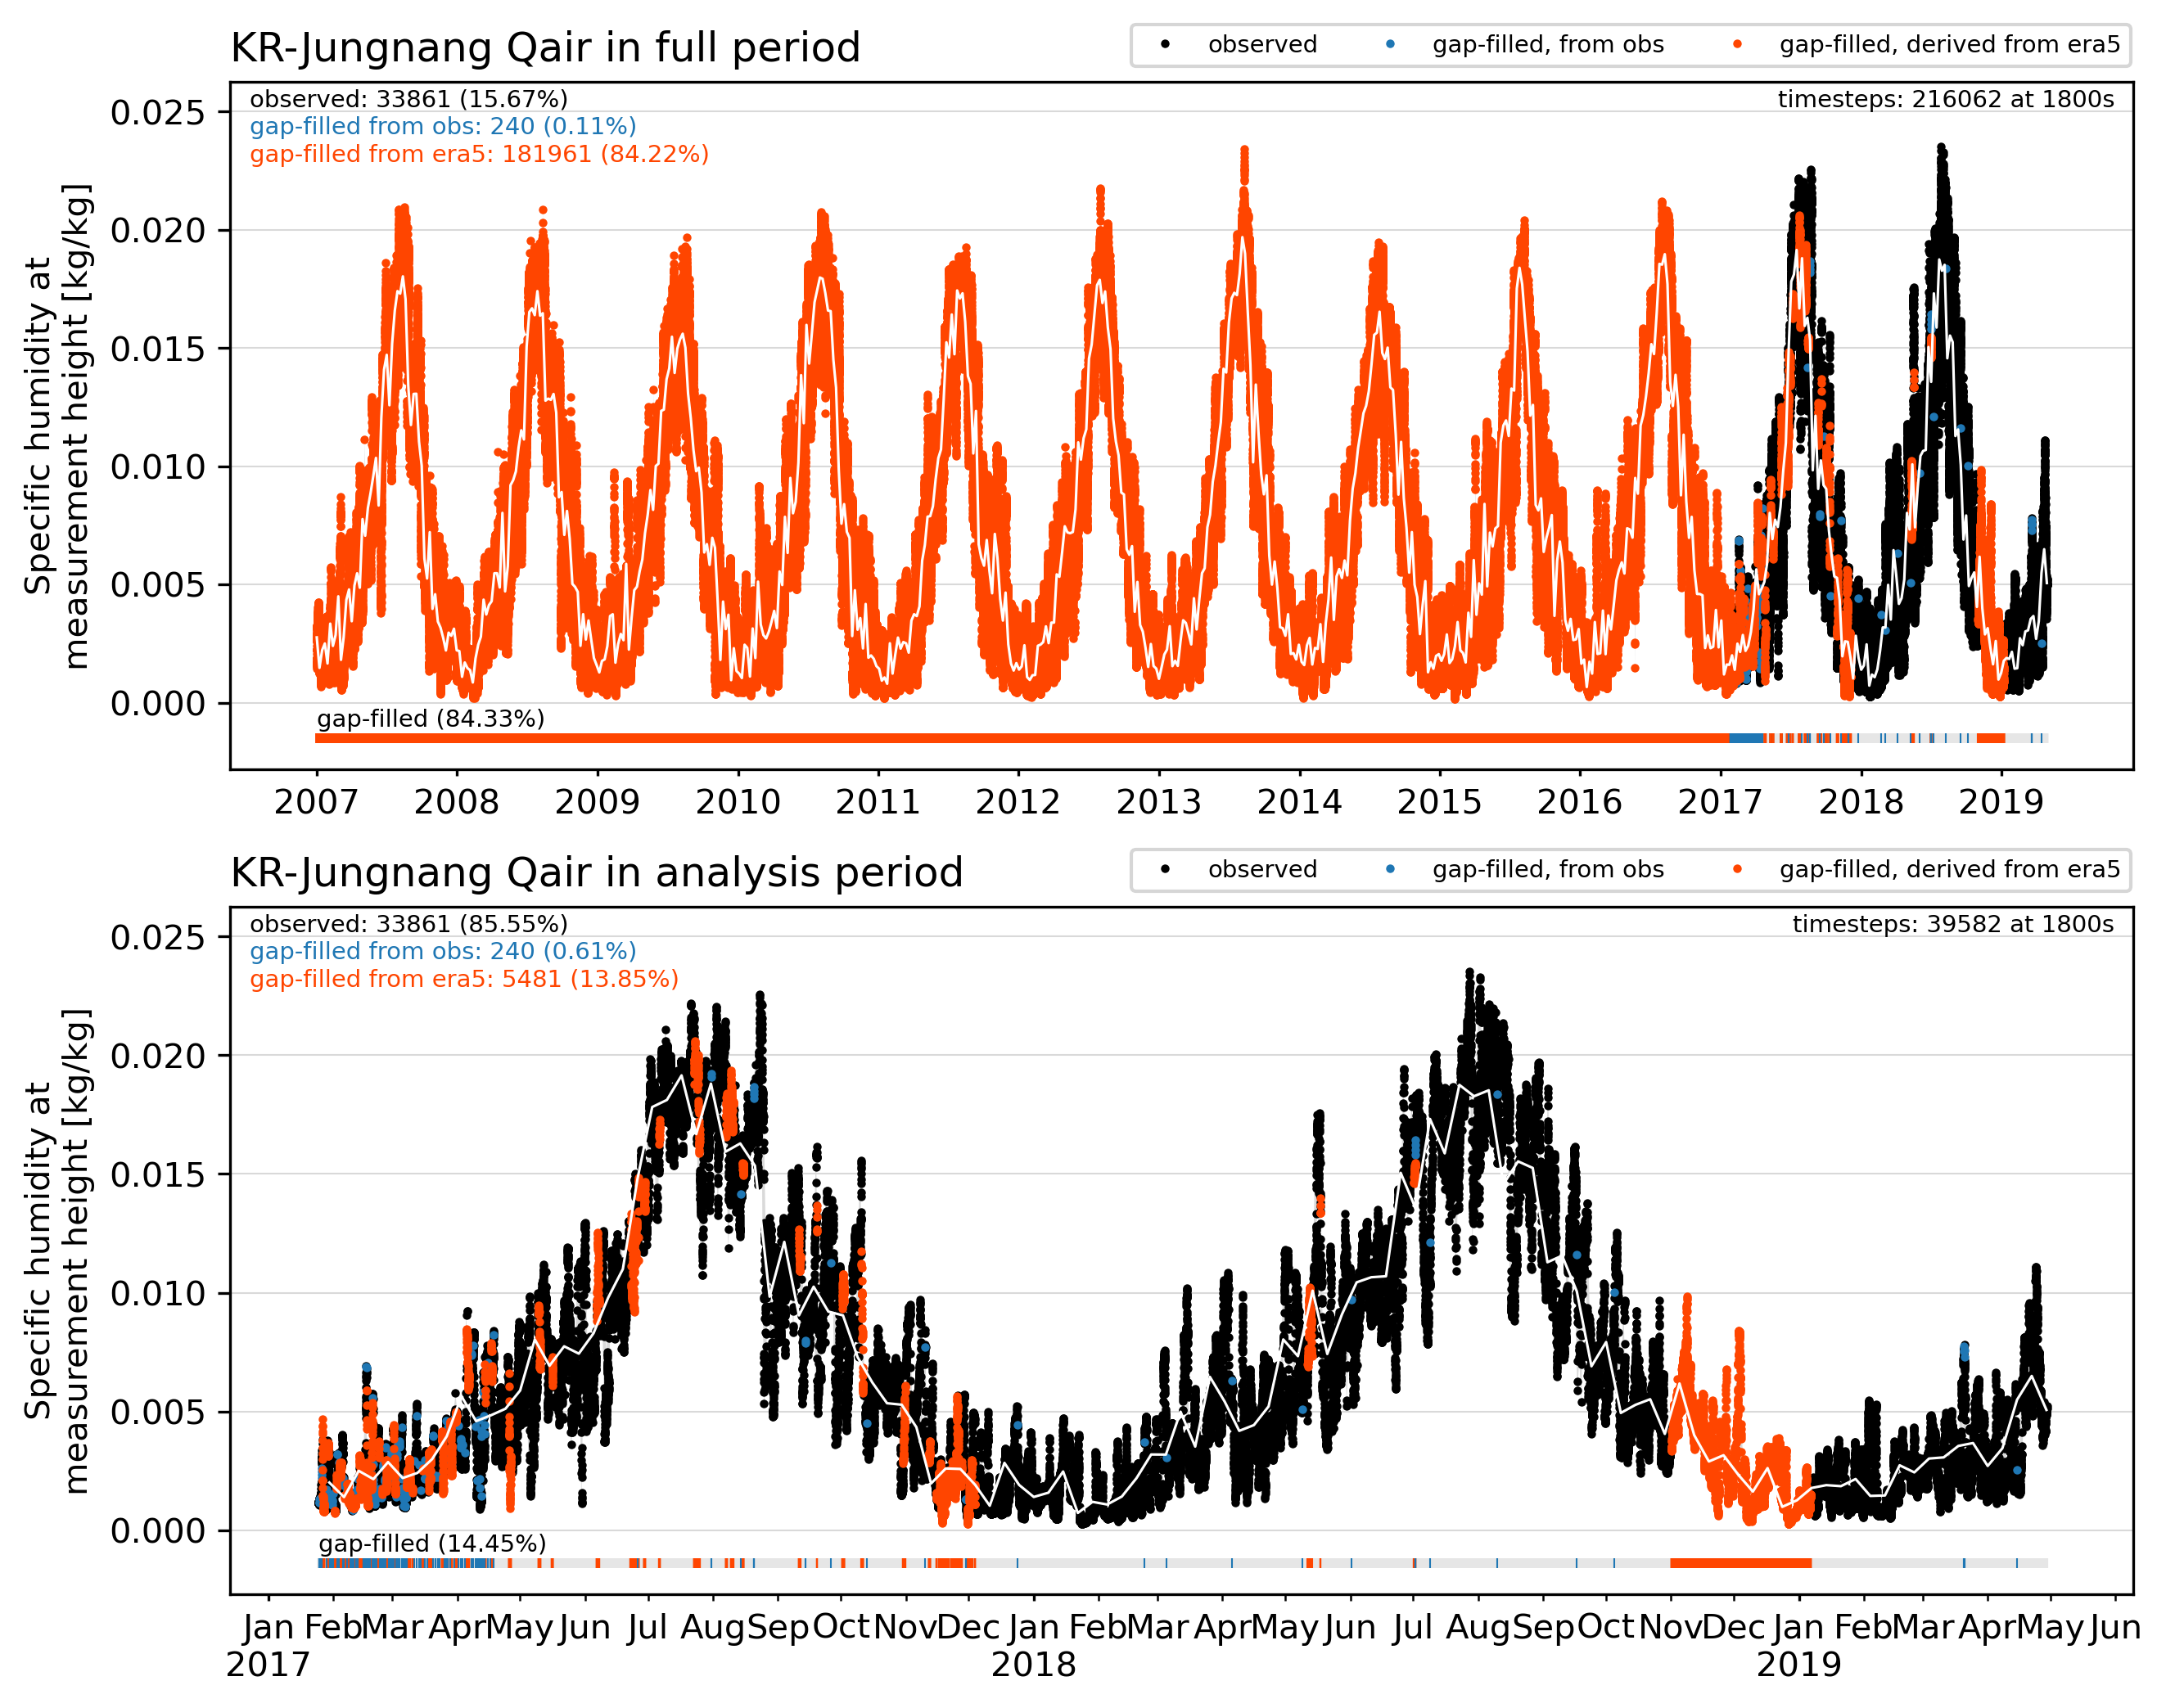 KR-Jungnang Qair in full period
observed
gap-filled, from obs
gap-filled, derived from era5
observed: 33861 (15.67%)
gap-filled from obs: 240 (0.11%)
gap-filled from era5: 181961 (84.22%)
timesteps: 216062 at 1800s
Specific humidity at
measurement height [kg/kg]
0.025
0.020
0.015
0.010
0.005
0.000
gap-filled (84.33%)
2007 2008 2009 2010 2011 2012 2013 2014 2015 2016 2017 2018 2019
KR-Jungnang Qair in analysis period
observed
gap-filled, from obs
gap-filled, derived from era5
observed: 33861 (85.55%)
gap-filled from obs: 240 (0.61%)
gap-filled from era5: 5481 (13.85%)
timesteps: 39582 at 1800s
Specific humidity at
measurement height [kg/kg]
0.025
0.020
0.015
0.010
0.005
0.000
gap-filled (14.45%)
Jan Feb Mar Apr May Jun Jul Aug Sep Oct Nov Dec Jan Feb Mar Apr May Jun Jul Aug Sep Oct Nov Dec Jan Feb Mar Apr May Jun
2017 2018 2019